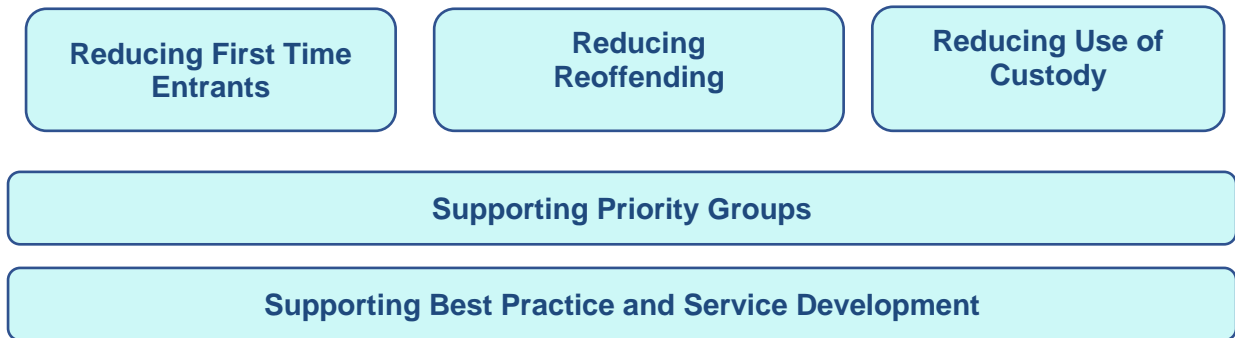 Reducing First Time
Entrants
Reducing
Reoffending
Reducing Use of
Custody
Supporting Priority Groups
Supporting Best Practice and Service Development